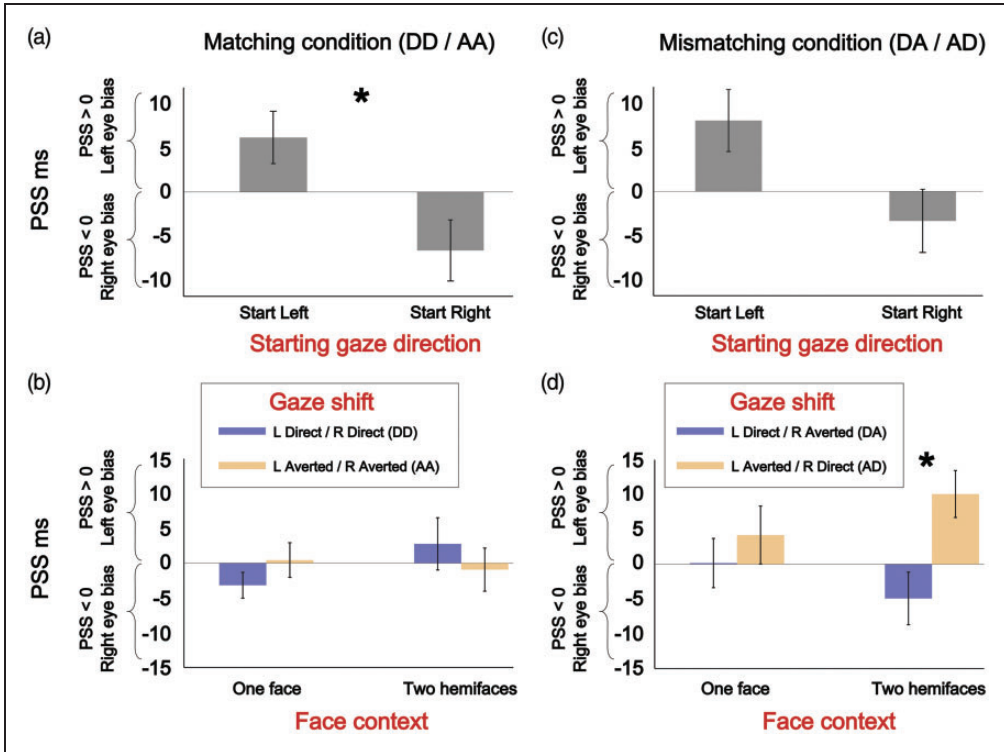 (a)
Matching condition (DD / AA)
PSS ms
PSS > 0
Left eye bias
PSS < 0
Right eye bias
10
5
0
-5
-10
*
Start Left
Start Right
Starting gaze direction
(c)
Mismatching condition (DA / AD)
PSS > 0
Left eye bias
PSS < 0
Right eye bias
10
5
0
-5
-10
Start Left
Start Right
Starting gaze direction
(b)
Gaze shift
L Direct / R Direct (DD)
L Averted / R Averted (AA)
PSS ms
PSS > 0
Left eye bias
PSS < 0
Right eye bias
15
10
5
0
-5
-10
-15
One face
Two hemifaces
Face context
(d)
Gaze shift
L Direct / R Averted (DA)
L Averted / R Direct (AD)
*
PSS > 0
Left eye bias
PSS < 0
Right eye bias
15
10
5
0
-5
-10
-15
One face
Two hemifaces
Face context